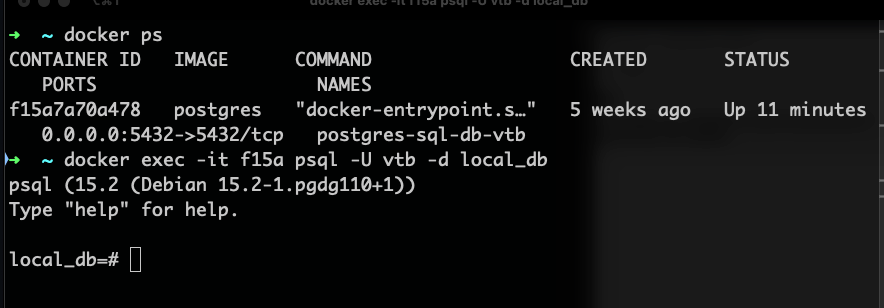 docker exec -it f15a psql -U vtb -d local_db
➜ ~ docker ps
CONTAINER ID IMAGE COMMAND CREATED STATUS
PORTS NAMES
f15a7a70a478 postgres "docker-entrypoint.s…" 5 weeks ago Up 11 minutes
0.0.0.0:5432->5432/tcp postgres-sql-db-vtb
➜ ~ docker exec -it f15a psql -U vtb -d local_db
psql (15.2 (Debian 15.2-1.pgdg110+1))
Type "help" for help.
local_db=#